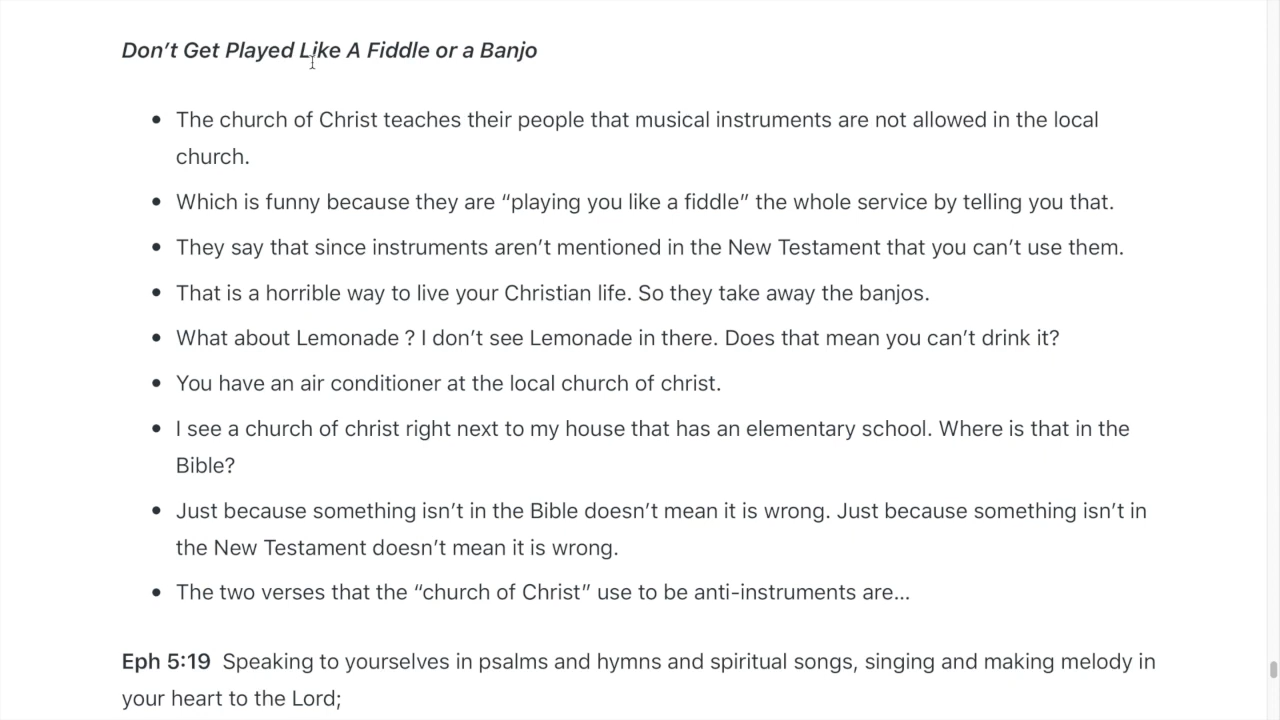 Don’t Get Played Like A Fiddle or a Banjo
• The church of Christ teaches their people that musical instruments are not allowed in the local
church.
• Which is funny because they are “playing you like a fiddle” the whole service by telling you that.
• They say that since instruments aren’t mentioned in the New Testament that you can’t use them.
• That is a horrible way to live your Christian life. So they take away the banjos.
• What about Lemonade ? I don’t see Lemonade in there. Does that mean you can’t drink it?
• You have an air conditioner at the local church of christ.
• I see a church of christ right next to my house that has an elementary school. Where is that in the
Bible?
• Just because something isn’t in the Bible doesn’t mean it is wrong. Just because something isn’t in
the New Testament doesn’t mean it is wrong.
• The two verses that the “church of Christ” use to be anti-instruments are…
Eph 5:19 Speaking to yourselves in psalms and hymns and spiritual songs, singing and making melody in
your heart to the Lord;